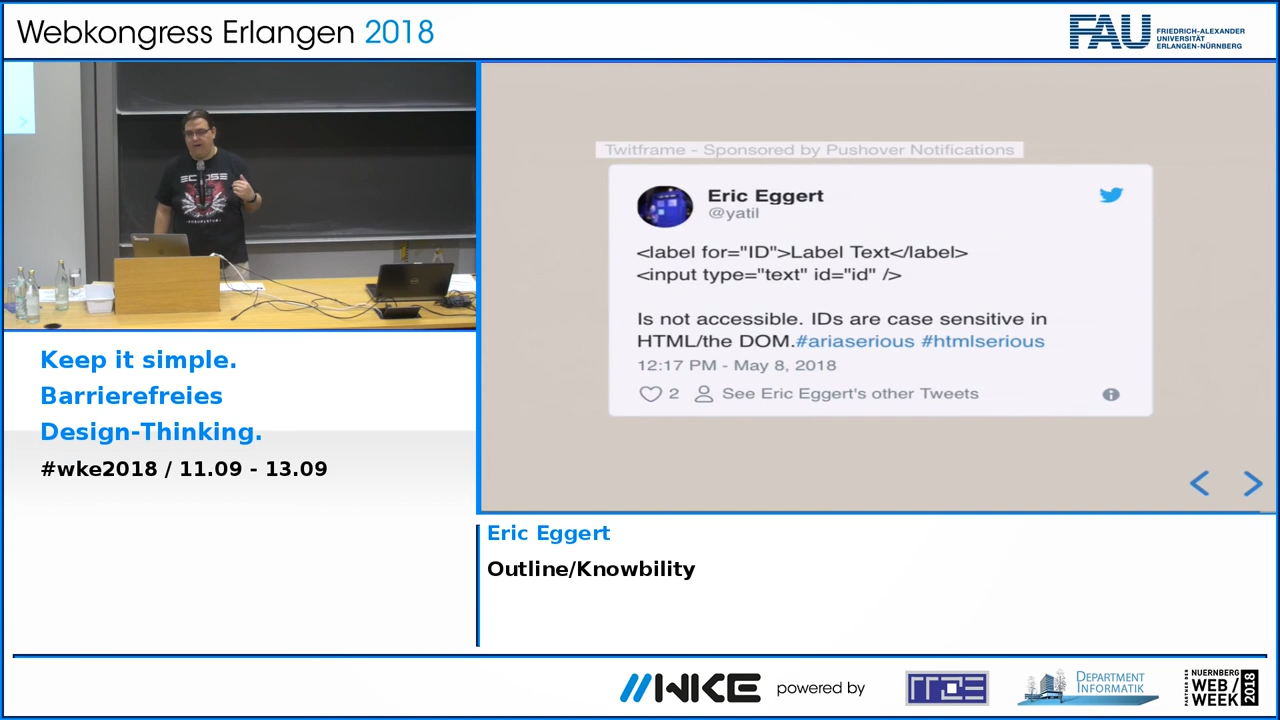 Webkongress Erlangen 2018
FAU
FRIEDRICH-ALEXANDER
UNIVERSITÄT
ERLANGEN-NÜRNBERG
Twitframe - Sponsored by Pushover Notifications
Eric Eggert
@yatil
<label for="ID">Label Text</label>
<input type="text" id="id" />
Is not accessible. IDs are case sensitive in
HTML/the DOM.#ariaserious #htmlserious
12:17 PM - May 8, 2018
2 See Eric Eggert's other Tweets
Keep it simple.
Barrierefreies
Design-Thinking.
#wke2018 / 11.09 - 13.09
Eric Eggert
Outline/Knowbility
WKE powered by
RRZE
DEPARTMENT
INFORMATIK
PARTNER DER
NUERNBERG
WEB/
WEEK
2018